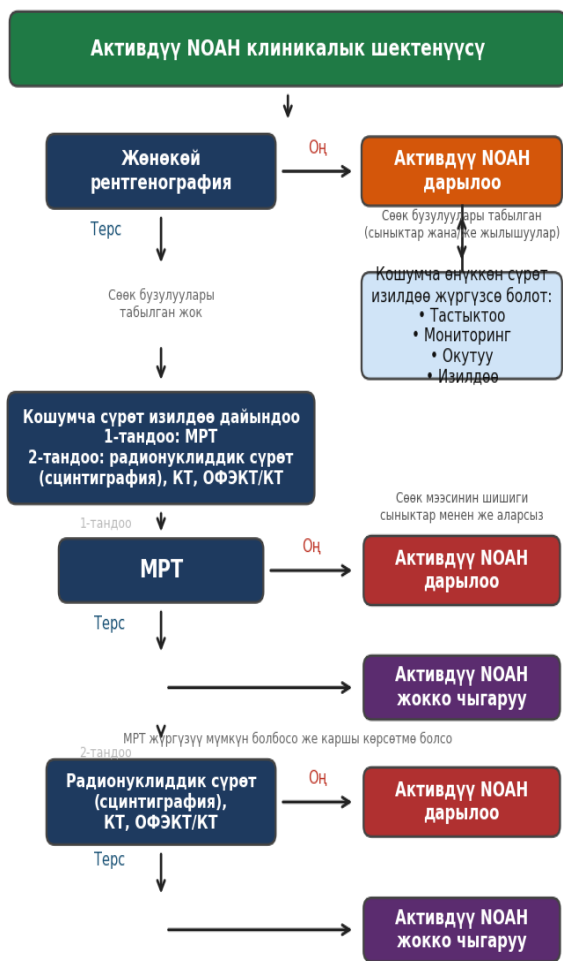 Активдүү NOAH клиникалык шектенүүсү
Жөнөкөй
рентгенография
Оң
Активдүү NOAH
дарылоо
Терс
Сөөк бузулуулары табылган
(сыныктар жана/же жылышуулар)
Сөөк бузулуулары
табылган жок
Кошумча өнүккөн сүрөт
изилдөө жүргүзсө болот:
• Тастыктоо
• Мониторинг
• Окутуу
• Изилдөө
Кошумча сүрөт изилдөө дайындоо
1-тандоо: МРТ
2-тандоо: радионуклиддик сүрөт
(сцинтиграфия), КТ, ОФЭКТ/КТ
Сөөк мээсинин шишиги
сыныктар менен же аларсыз
1-тандоо
МРТ
Оң
Активдүү NOAH
дарылоо
Терс
Активдүү NOAH
жокко чыгаруу
МРТ жүргүзүү мүмкүн болбосо же каршы көрсөтмө болсо
2-тандоо
Радионуклиддик сүрөт
(сцинтиграфия),
КТ, ОФЭКТ/КТ
Оң
Активдүү NOAH
дарылоо
Терс
Активдүү NOAH
жокко чыгаруу